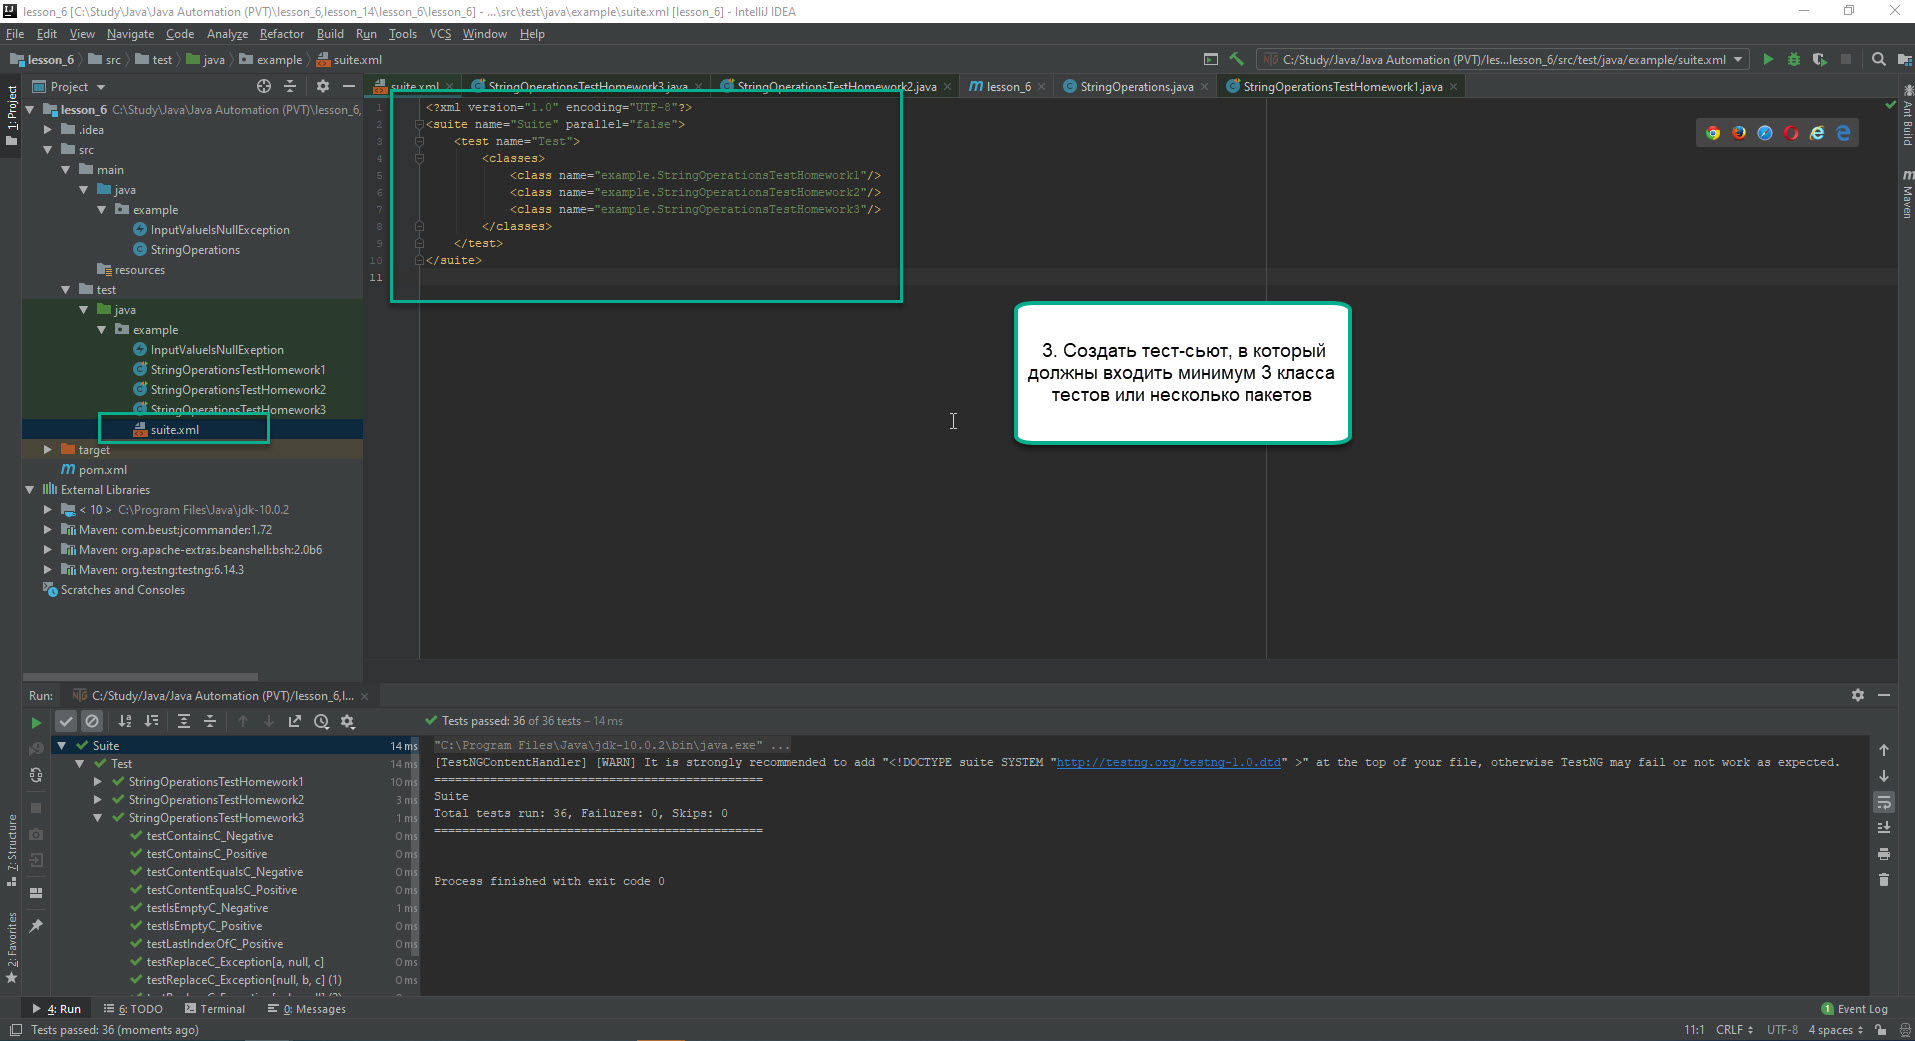 lesson_6 [C:\Study\Java\Java Automation (PVT)\lesson_6,lesson_14\lesson_6\lesson_6] - ...\src\test\java\example\suite.xml [lesson_6] - IntelliJ IDEA
File Edit View Navigate Code Analyze Refactor Build Run Tools VCS Window Help
lesson_6 src test java example suite.xml
C:/Study/Java/Java Automation (PVT)/les...lesson_6/src/test/java/example/suite.xml
Project
suite.xml StringOperationsTestHomework3.java StringOperationsTestHomework2.java lesson_6 StringOperations.java StringOperationsTestHomework1.java
1: Project
lesson_6 C:\Study\Java\Java Automation (PVT)\lesson_6,
.idea
src
main
java
example
InputValueIsNullException
StringOperations
resources
test
java
example
InputValueIsNullExeption
StringOperationsTestHomework1
StringOperationsTestHomework2
StringOperationsTestHomework3
suite.xml
target
pom.xml
External Libraries
< 10 > C:\Program Files\Java\jdk-10.0.2
Maven: com.beust:jcommander:1.72
Maven: org.apache-extras.beanshell:bsh:2.0b6
Maven: org.testng:testng:6.14.3
Scratches and Consoles
1 <?xml version="1.0" encoding="UTF-8"?>
2 <suite name="Suite" parallel="false">
3 <test name="Test">
4 <classes>
5 <class name="example.StringOperationsTestHomework1"/>
6 <class name="example.StringOperationsTestHomework2"/>
7 <class name="example.StringOperationsTestHomework3"/>
8 </classes>
9 </test>
10 </suite>
11
3. Создать тест-сьют, в который
должны входить минимум 3 класса
тестов или несколько пакетов
Ant Build
Maven
Run: C:/Study/Java/Java Automation (PVT)/lesson_6,l...
Tests passed: 36 of 36 tests – 14 ms
Suite 14 ms
Test 14 ms
StringOperationsTestHomework1 10 ms
StringOperationsTestHomework2 3 ms
StringOperationsTestHomework3 1 ms
testContainsC_Negative 0 ms
testContainsC_Positive 0 ms
testContentEqualsC_Negative 0 ms
testContentEqualsC_Positive 0 ms
testIsEmptyC_Negative 1 ms
testIsEmptyC_Positive 0 ms
testLastIndexOfC_Positive 0 ms
testReplaceC_Exception[a, null, c] 0 ms
testReplaceC_Exception[null, b, c] (1) 0 ms
"C:\Program Files\Java\jdk-10.0.2\bin\java.exe" ...
[TestNGContentHandler] [WARN] It is strongly recommended to add "<!DOCTYPE suite SYSTEM "http://testng.org/testng-1.0.dtd" >" at the top of your file, otherwise TestNG may fail or not work as expected.
===============================================
Suite
Total tests run: 36, Failures: 0, Skips: 0
===============================================
Process finished with exit code 0
7: Structure
2: Favorites
4: Run 6: TODO Terminal 0: Messages
1 Event Log
Tests passed: 36 (moments ago)
11:1 CRLF UTF-8 4 spaces